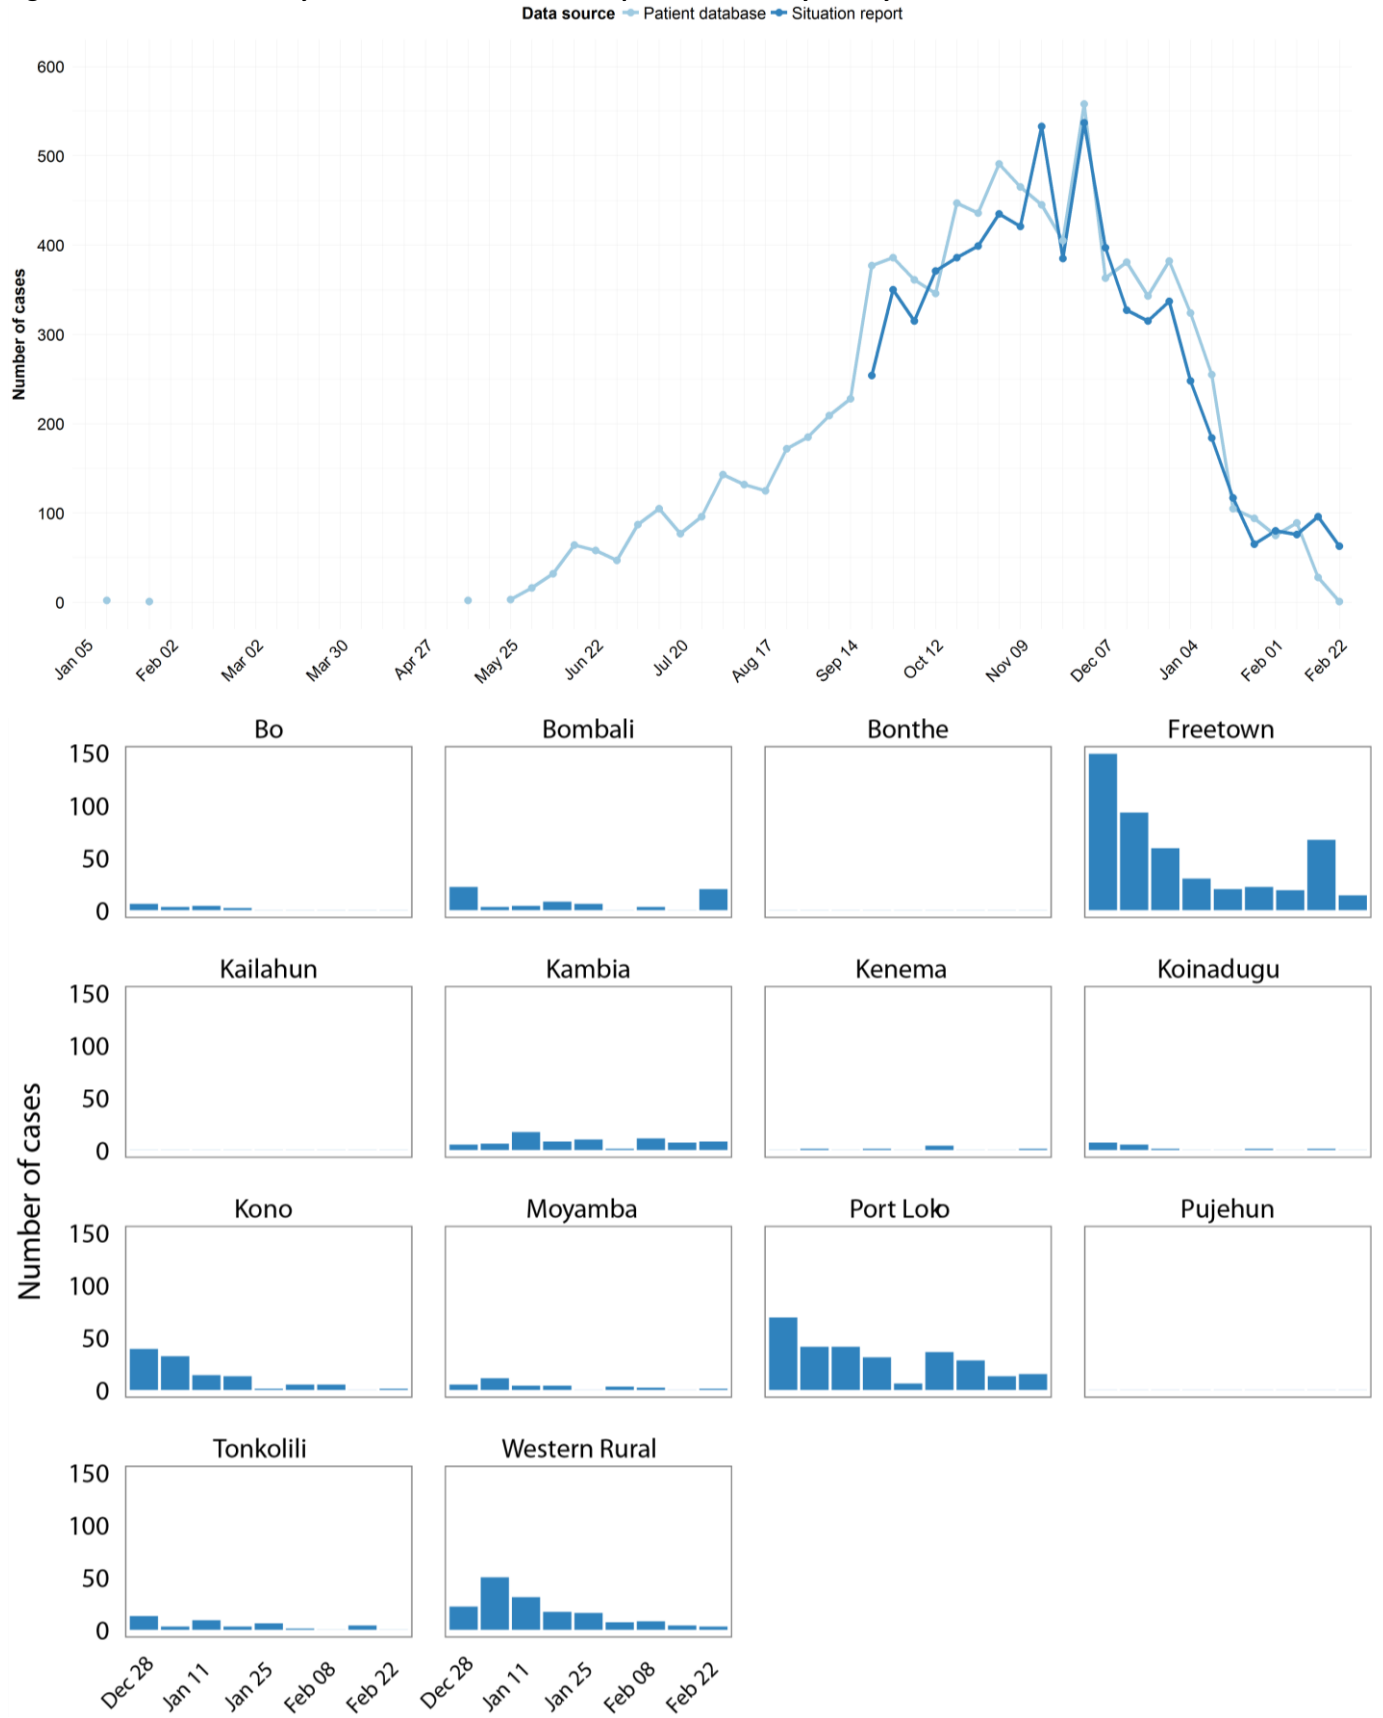 Data source Patient database Situation report
600
500
400
300
200
100
0
Number of cases
Jan 05
Feb 02
Mar 02
Mar 30
Apr 27
May 25
Jun 22
Jul 20
Aug 17
Sep 14
Oct 12
Nov 09
Dec 07
Jan 04
Feb 01
Feb 22
Bo
Bombali
Bonthe
Freetown
150
100
50
0
Kailahun
Kambia
Kenema
Koinadugu
150
100
50
0
Number of cases
Kono
Moyamba
Port Loko
Pujehun
150
100
50
0
Tonkolili
Western Rural
150
100
50
0
Dec 28
Jan 11
Jan 25
Feb 08
Feb 22
Dec 28
Jan 11
Jan 25
Feb 08
Feb 22